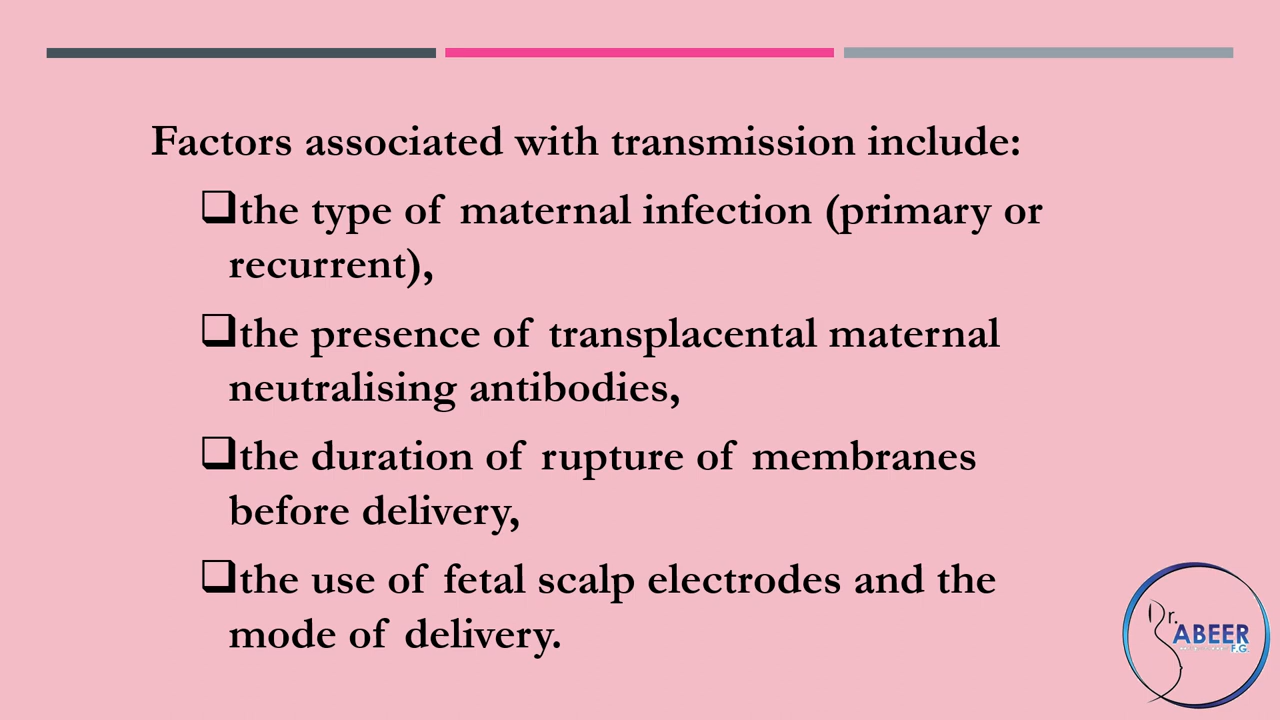 Factors associated with transmission include:
❑the type of maternal infection (primary or
recurrent),
❑the presence of transplacental maternal
neutralising antibodies,
❑the duration of rupture of membranes
before delivery,
❑the use of fetal scalp electrodes and the
mode of delivery.
Dr.
ABEER
F.G.